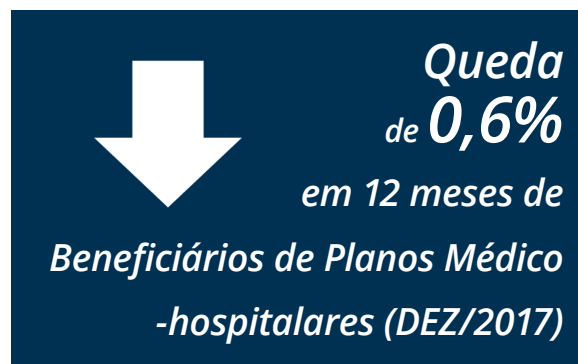 Queda
de 0,6%
em 12 meses de
Beneficiários de Planos Médico
-hospitalares (DEZ/2017)